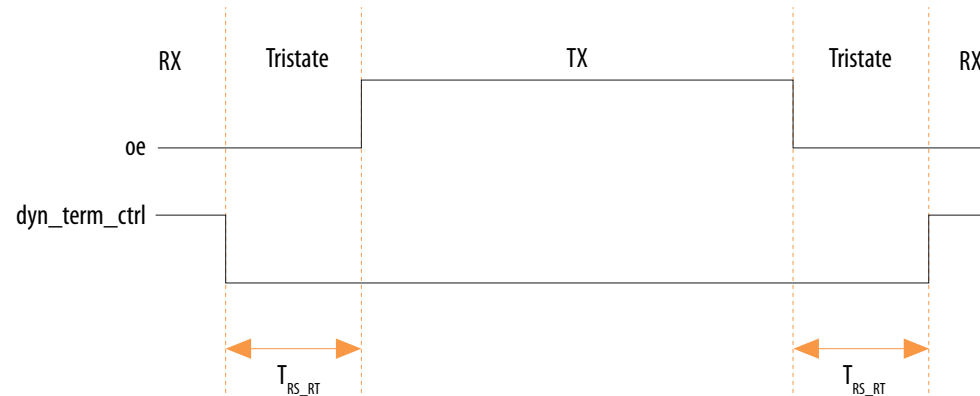 RX Tristate TX Tristate RX
oe
dyn_term_ctrl
T_RS_RT T_RS_RT